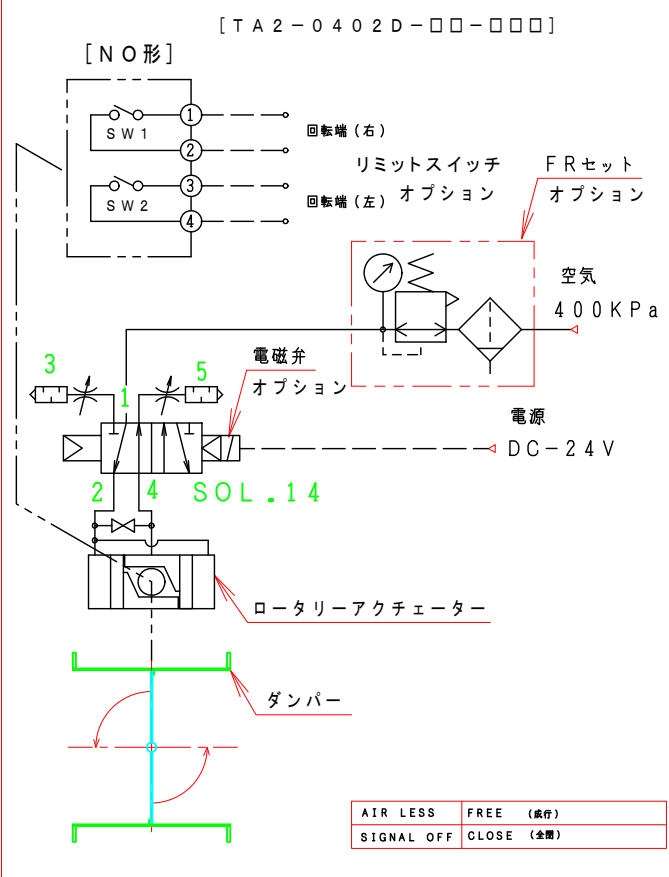 [TA2-0402D-□□-□□□]
[NO形]
1
SW1
2
回転端(右)
3
SW2
4
回転端(左)
リミットスイッチ
オプション
FRセット
オプション
空気
400KPa
電磁弁
オプション
3
1
5
電源
DC-24V
2
4
SOL.14
ロータリーアクチェーター
ダンパー
AIR LESS FREE (成行)
SIGNAL OFF CLOSE (全閉)